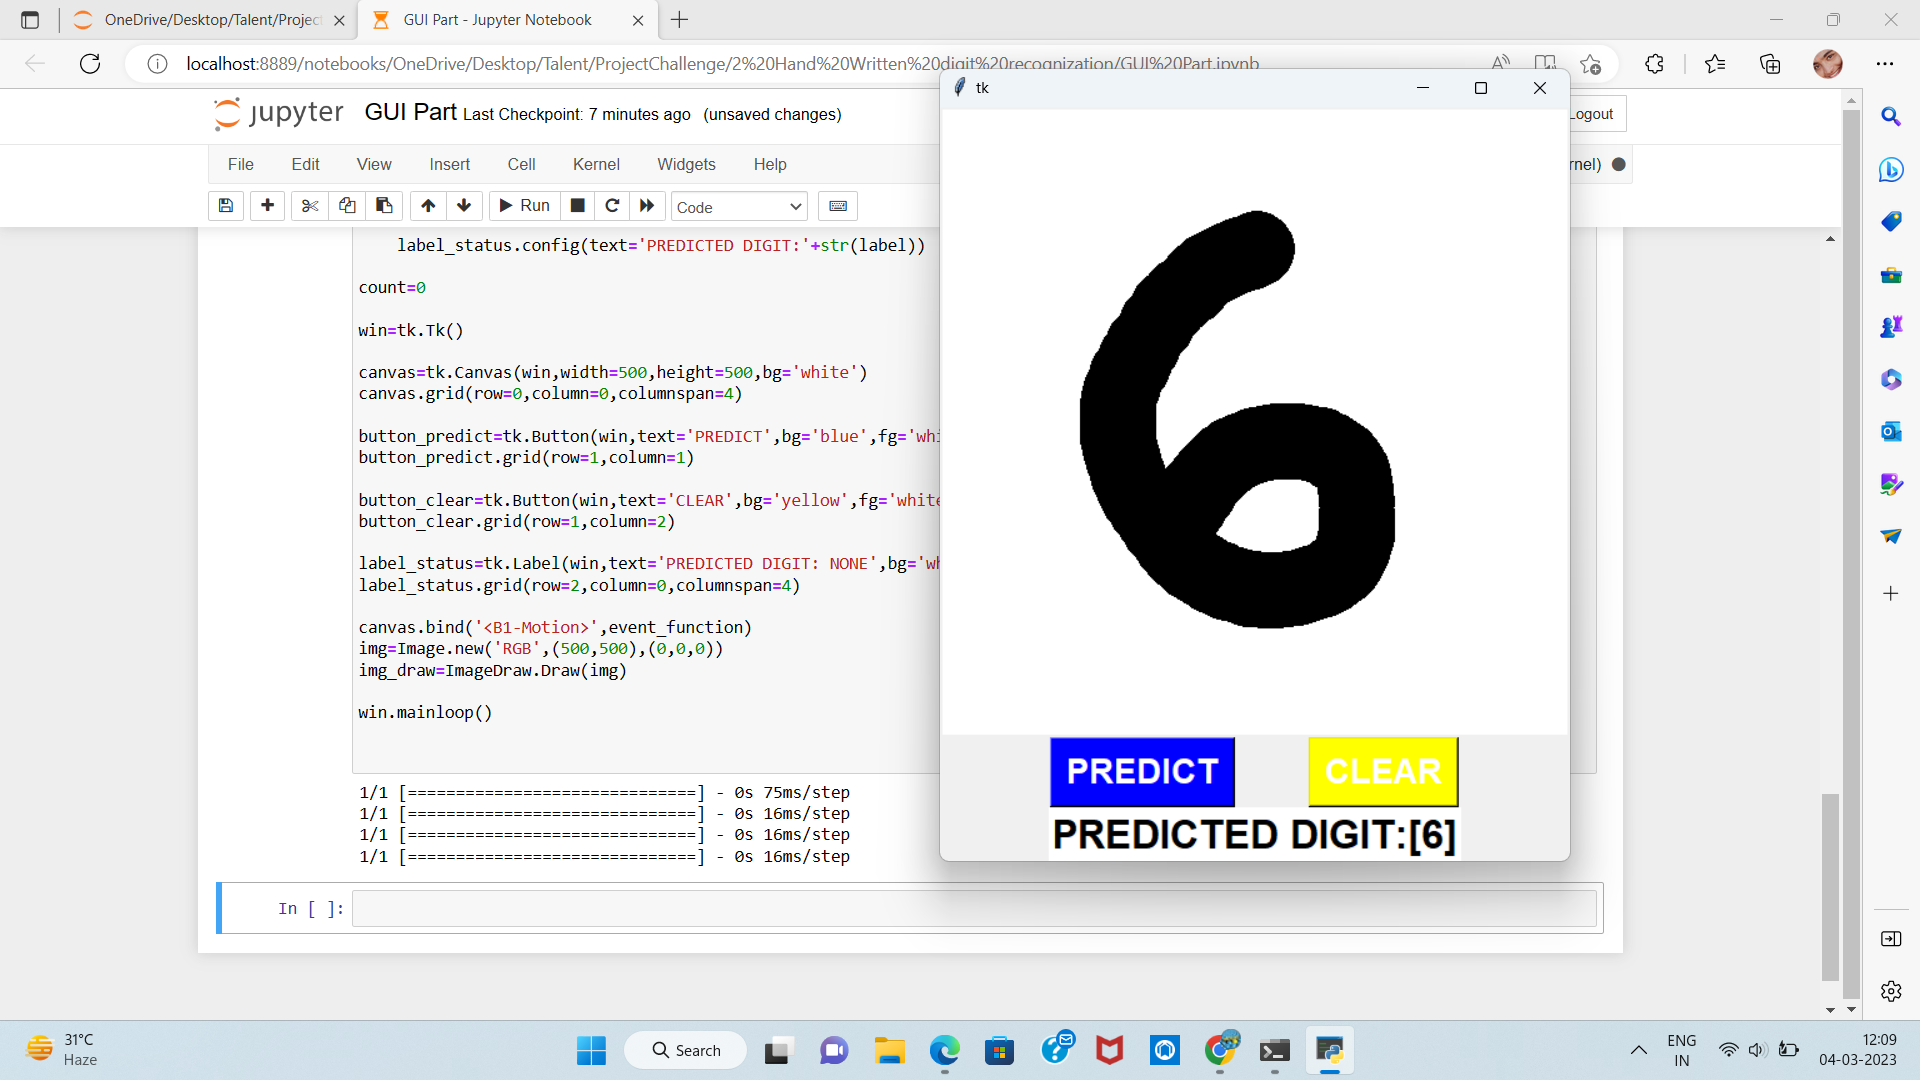 OneDrive/Desktop/Talent/Projec
GUI Part - Jupyter Notebook
localhost:8889/notebooks/OneDrive/Desktop/Talent/ProjectChallenge/2%20Hand%20Written%20digit%20recognization/GUI%20Part.ipynb
jupyter GUI Part Last Checkpoint: 7 minutes ago (unsaved changes)
Logout
File Edit View Insert Cell Kernel Widgets Help
rnel)
Run
Code
label_status.config(text='PREDICTED DIGIT:'+str(label))
count=0
win=tk.Tk()
canvas=tk.Canvas(win,width=500,height=500,bg='white')
canvas.grid(row=0,column=0,columnspan=4)
button_predict=tk.Button(win,text='PREDICT',bg='blue',fg='whi
button_predict.grid(row=1,column=1)
button_clear=tk.Button(win,text='CLEAR',bg='yellow',fg='white
button_clear.grid(row=1,column=2)
label_status=tk.Label(win,text='PREDICTED DIGIT: NONE',bg='wh
label_status.grid(row=2,column=0,columnspan=4)
canvas.bind('<B1-Motion>',event_function)
img=Image.new('RGB',(500,500),(0,0,0))
img_draw=ImageDraw.Draw(img)
win.mainloop()
1/1 [==============================] - 0s 75ms/step
1/1 [==============================] - 0s 16ms/step
1/1 [==============================] - 0s 16ms/step
1/1 [==============================] - 0s 16ms/step
In [ ]:
tk
6
PREDICT
CLEAR
PREDICTED DIGIT:[6]
31°C
Haze
Search
ENG
IN
12:09
04-03-2023